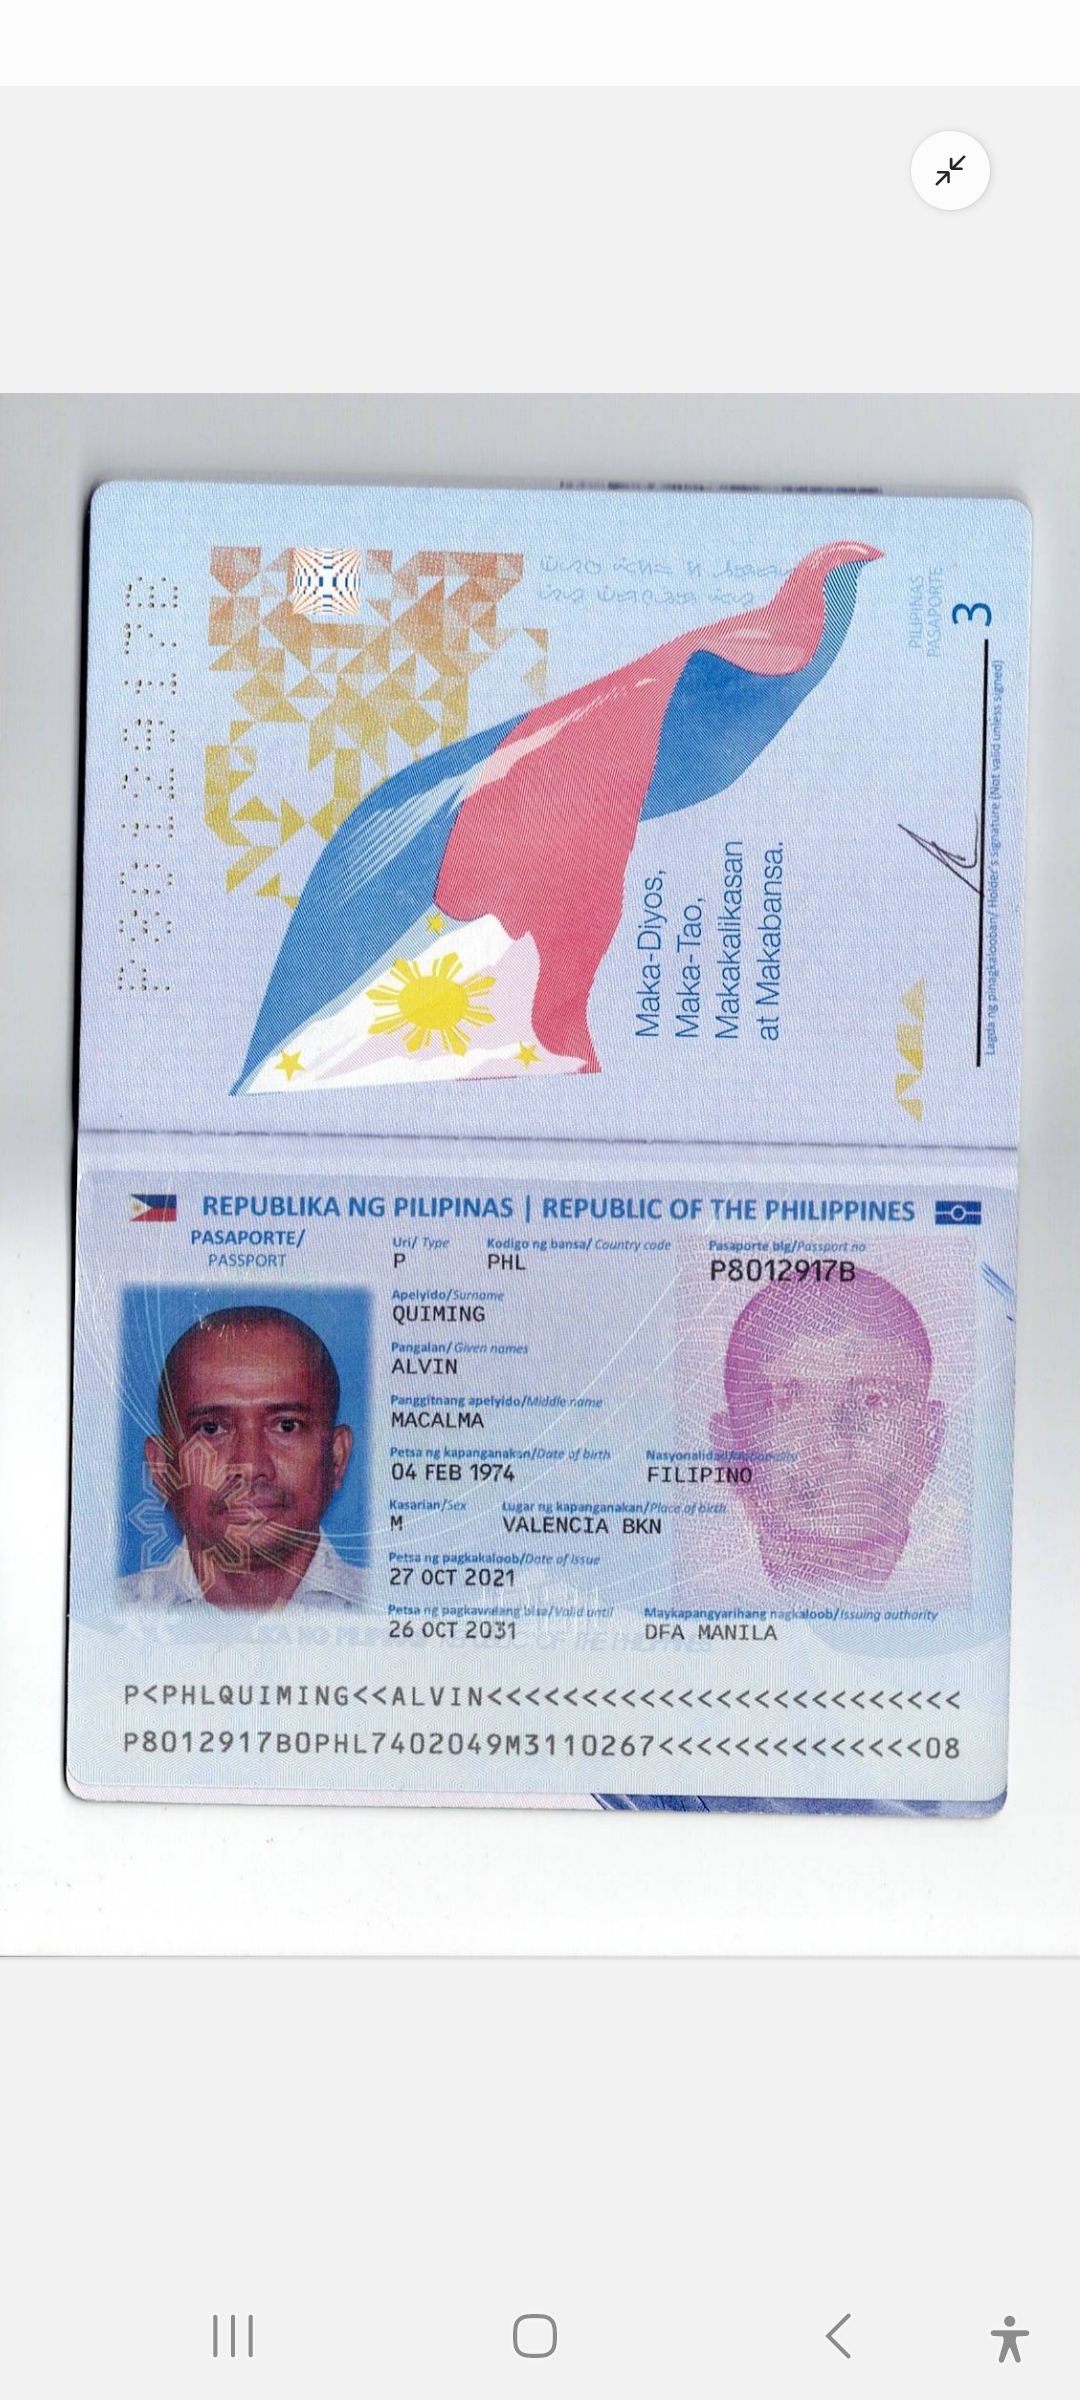 P8012917B
PILIPINAS
PASAPORTE
3
Maka-Diyos,
Maka-Tao,
Makakalikasan
at Makabansa.
Lagda ng pinagkalooban/ Holder's signature (Not valid unless signed)
REPUBLIKA NG PILIPINAS | REPUBLIC OF THE PHILIPPINES
PASAPORTE/
PASSPORT
Uri/ Type
Kodigo ng bansa/ Country code
Pasaporte blg/Passport no
P
PHL
P8012917B
Apelyido/Surname
QUIMING
Pangalan/Given names
ALVIN
Panggitnang apelyido/Middle name
MACALMA
Petsa ng kapanganakan/Date of birth
Nasyonalidad/Nationality
04 FEB 1974
FILIPINO
Kasarian/Sex
Lugar ng kapanganakan/Place of birth
M
VALENCIA BKN
Petsa ng pagkakaloob/Date of issue
27 OCT 2021
Petsa ng pagkawalang bisa/Valid until
Maykapangyarihang nagkaloob/Issuing authority
26 OCT 2031
DFA MANILA
P<PHLQUIMING<<ALVIN<<<<<<<<<<<<<<<<<<<<<<<<<
P8012917B0PHL7402049M3110267<<<<<<<<<<<<<<08